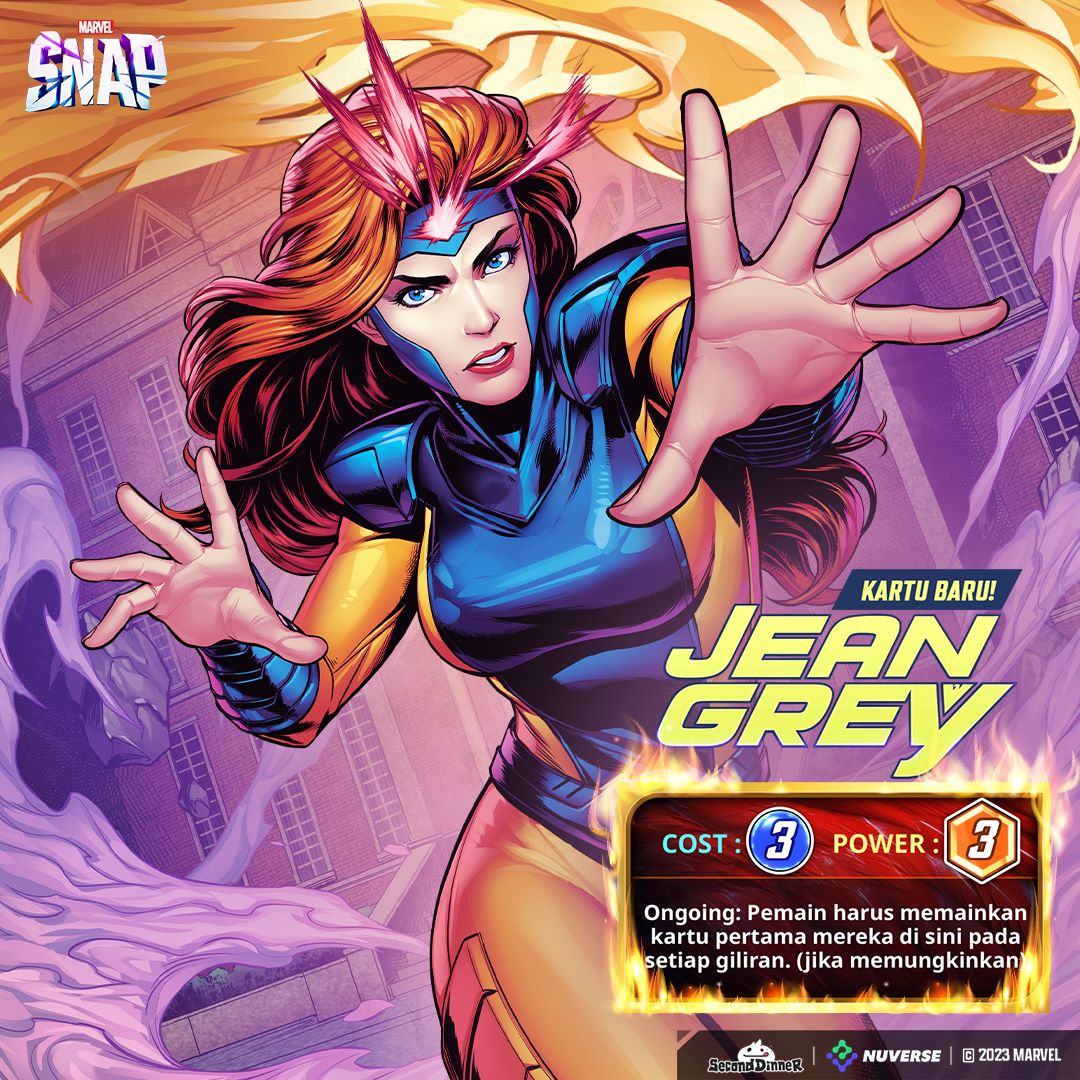 MARVEL
SNAP
KARTU BARU!
JEAN
GREY
COST : 3 POWER : 3
Ongoing: Pemain harus memainkan
kartu pertama mereka di sini pada
setiap giliran. (jika memungkinkan)
Second Dinner | NUVERSE | © 2023 MARVEL